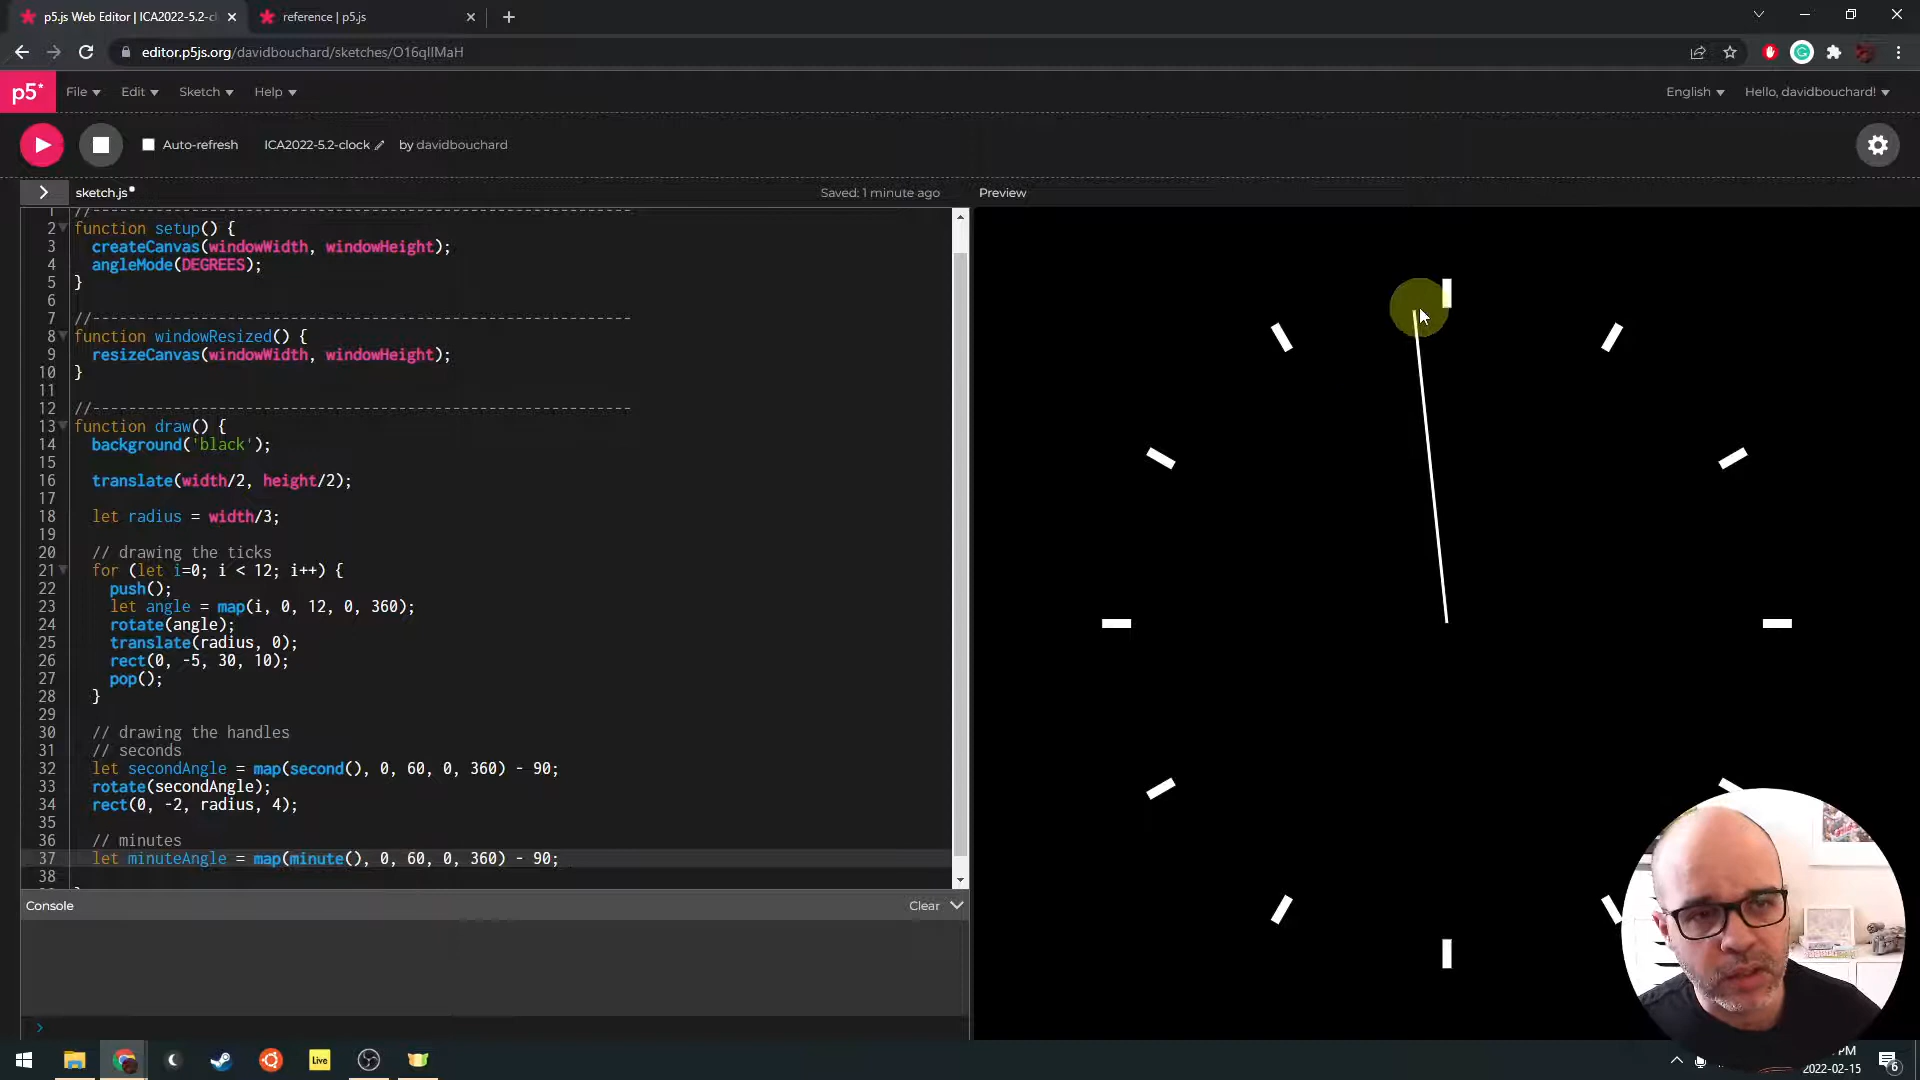 p5.js Web Editor | ICA2022-5.2-cl
reference | p5.js
editor.p5js.org/davidbouchard/sketches/O16qlIMaH
p5*
File
Edit
Sketch
Help
English
Hello, davidbouchard!
Auto-refresh
ICA2022-5.2-clock
by davidbouchard
sketch.js
Saved: 1 minute ago
Preview
1 //------------------------------------------------------------
2 function setup() {
3 createCanvas(windowWidth, windowHeight);
4 angleMode(DEGREES);
5 }
6
7 //------------------------------------------------------------
8 function windowResized() {
9 resizeCanvas(windowWidth, windowHeight);
10 }
11
12 //------------------------------------------------------------
13 function draw() {
14 background('black');
15
16 translate(width/2, height/2);
17
18 let radius = width/3;
19
20 // drawing the ticks
21 for (let i=0; i < 12; i++) {
22 push();
23 let angle = map(i, 0, 12, 0, 360);
24 rotate(angle);
25 translate(radius, 0);
26 rect(0, -5, 30, 10);
27 pop();
28 }
29
30 // drawing the handles
31 // seconds
32 let secondAngle = map(second(), 0, 60, 0, 360) - 90;
33 rotate(secondAngle);
34 rect(0, -2, radius, 4);
35
36 // minutes
37 let minuteAngle = map(minute(), 0, 60, 0, 360) - 90;
38
Console
Clear
>
Live
PM
2022-02-15
6